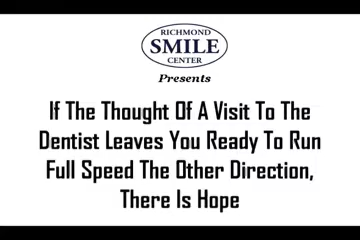 RICHMOND
SMILE
CENTER
Presents
If The Thought Of A Visit To The
Dentist Leaves You Ready To Run
Full Speed The Other Direction,
There Is Hope